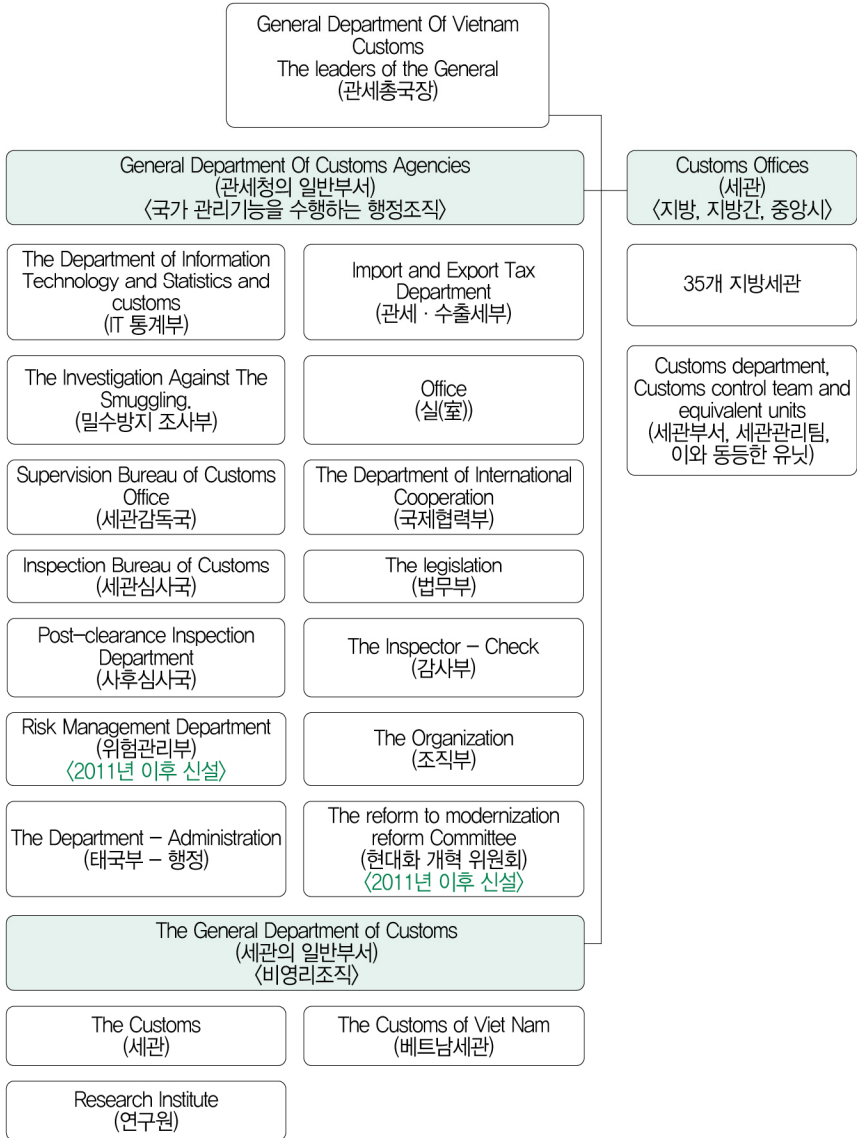 General Department Of Vietnam
Customs
The leaders of the General
(관세총국장)
General Department Of Customs Agencies
(관세청의 일반부서)
〈국가 관리기능을 수행하는 행정조직〉
Customs Offices
(세관)
〈지방, 지방간, 중앙시〉
The Department of Information
Technology and Statistics and
customs
(IT 통계부)
Import and Export Tax
Department
(관세 · 수출세부)
35개 지방세관
The Investigation Against The
Smuggling.
(밀수방지 조사부)
Office
(실(室))
Customs department,
Customs control team and
equivalent units
(세관부서, 세관관리팀,
이와 동등한 유닛)
Supervision Bureau of Customs
Office
(세관감독국)
The Department of International
Cooperation
(국제협력부)
Inspection Bureau of Customs
(세관심사국)
The legislation
(법무부)
Post-clearance Inspection
Department
(사후심사국)
The Inspector – Check
(감사부)
Risk Management Department
(위험관리부)
〈2011년 이후 신설〉
The Organization
(조직부)
The Department – Administration
(태국부 – 행정)
The reform to modernization
reform Committee
(현대화 개혁 위원회)
〈2011년 이후 신설〉
The General Department of Customs
(세관의 일반부서)
〈비영리조직〉
The Customs
(세관)
The Customs of Viet Nam
(베트남세관)
Research Institute
(연구원)